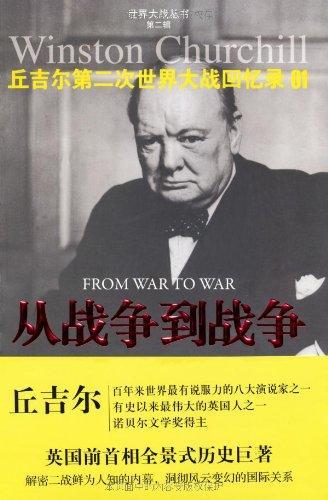 世界大战丛书
第二辑
Winston Churchill
丘吉尔第二次世界大战回忆录 01
FROM WAR TO WAR
从战争到战争
丘吉尔
百年来世界最有说服力的八大演说家之一
有史以来最伟大的英国人之一
诺贝尔文学奖得主
英国前首相全景式历史巨著
解密二战鲜为人知的内幕，洞彻风云变幻的国际关系